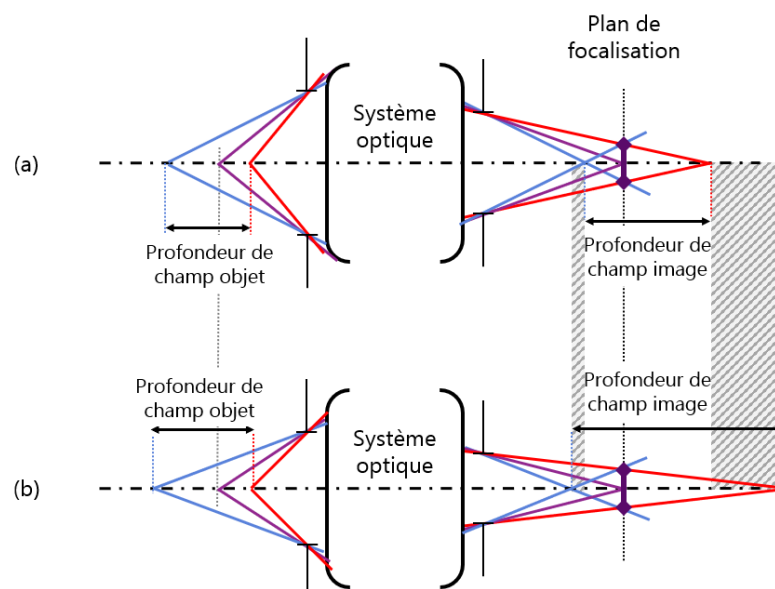 Plan de
focalisation
Système
optique
(a)
Profondeur de
champ objet
Profondeur de
champ image
Profondeur de
champ objet
Profondeur de
champ image
Système
optique
(b)